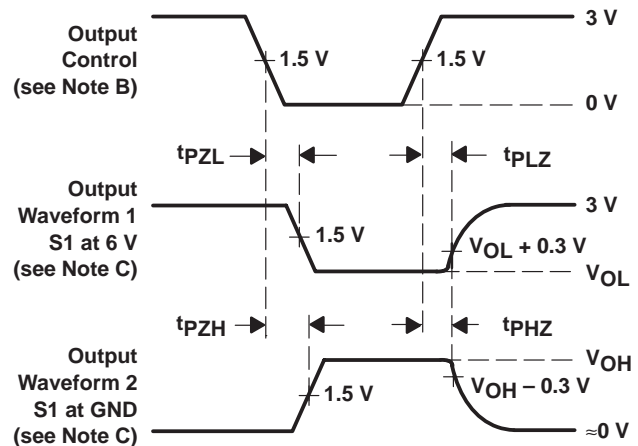 Output
Control
(see Note B)
1.5 V
1.5 V
3 V
0 V
tPZL
tPLZ
Output
Waveform 1
S1 at 6 V
(see Note C)
1.5 V
3 V
VOL + 0.3 V
VOL
tPZH
tPHZ
Output
Waveform 2
S1 at GND
(see Note C)
1.5 V
VOH
VOH − 0.3 V
≈0 V